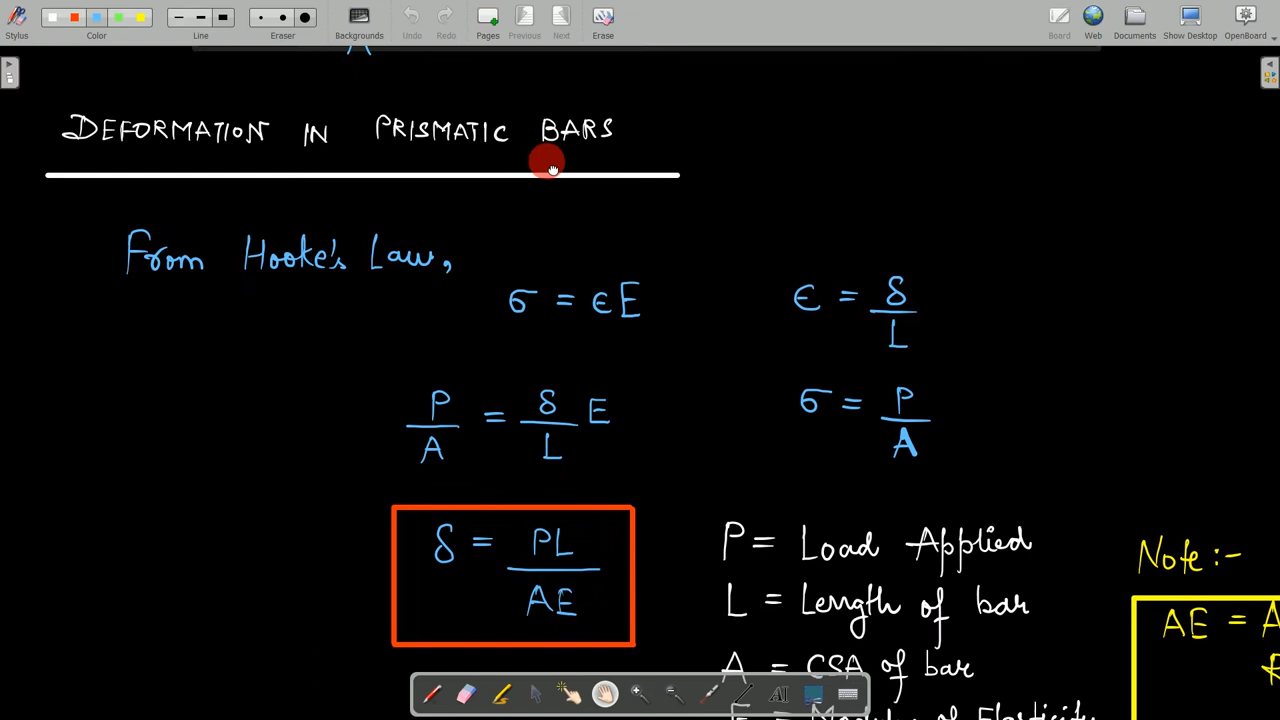 Stylus Color Line Eraser Backgrounds Undo Redo Pages Previous Next Erase Board Web Documents Show Desktop OpenBoard
DEFORMATION IN PRISMATIC BARS
From Hooke's Law,
σ = ϵE
ϵ = δ/L
P/A = δ/L E
σ = P/A
δ = PL/AE
P = Load Applied
L = Length of bar
A = CSA of bar
Note :-
AE = A